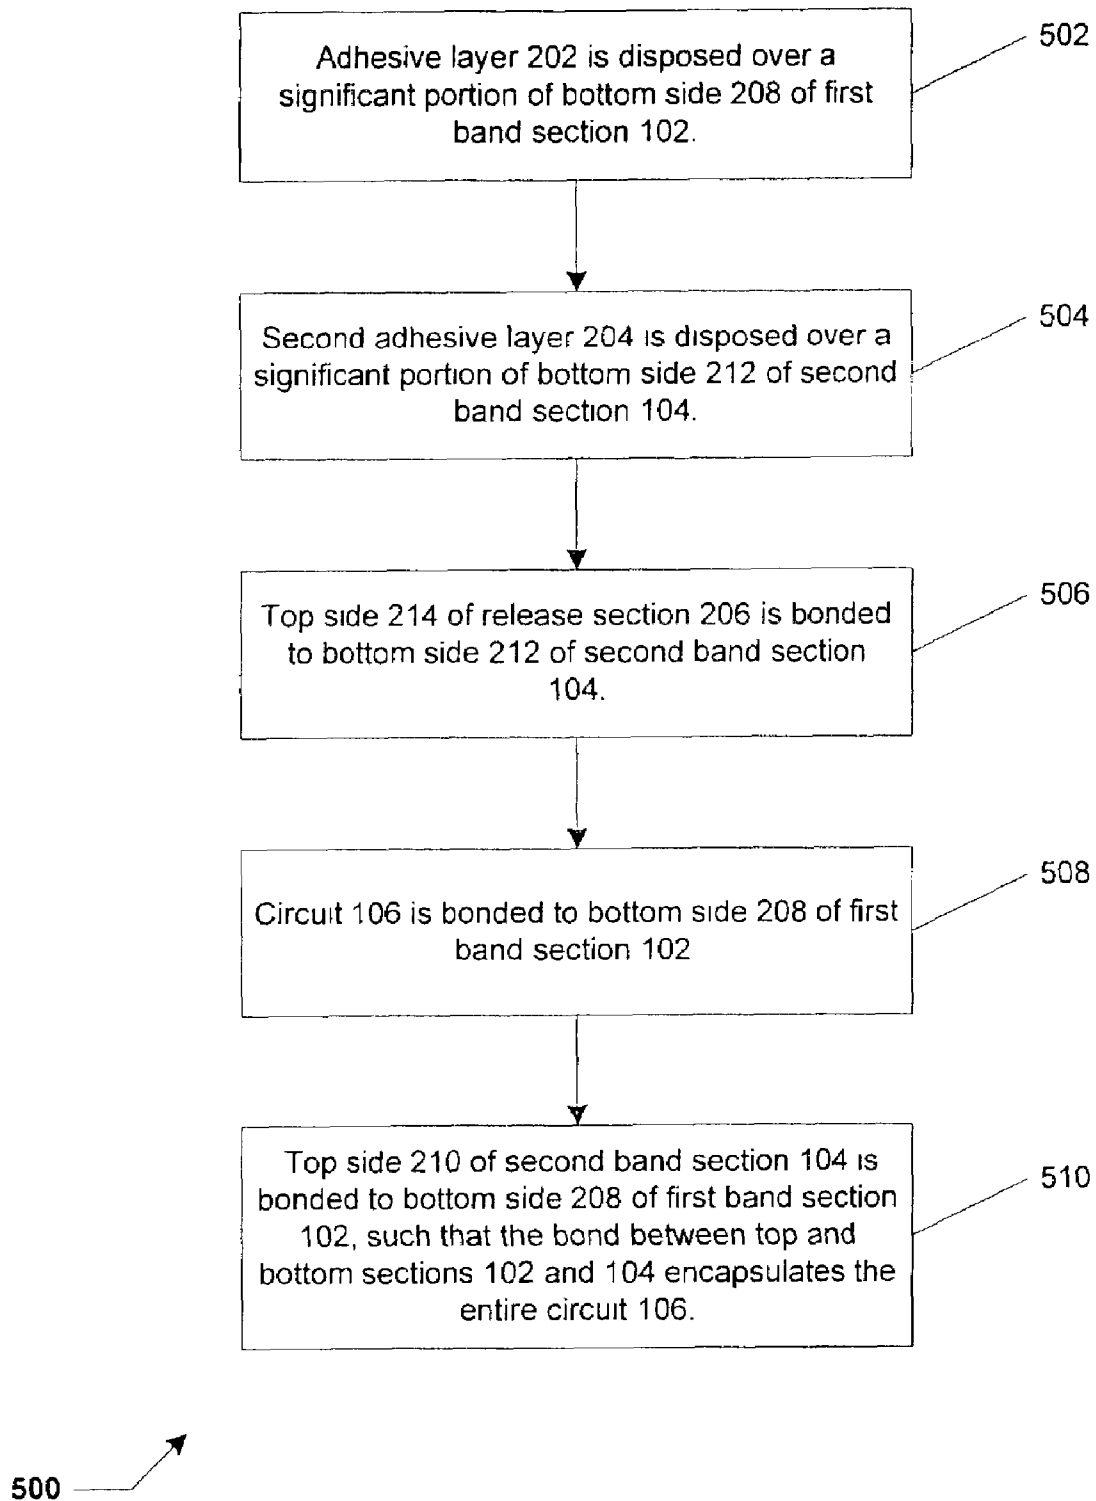 Adhesive layer 202 is disposed over a
significant portion of bottom side 208 of first
band section 102.
502
Second adhesive layer 204 is disposed over a
significant portion of bottom side 212 of second
band section 104.
504
Top side 214 of release section 206 is bonded
to bottom side 212 of second band section
104.
506
Circuit 106 is bonded to bottom side 208 of first
band section 102
508
Top side 210 of second band section 104 is
bonded to bottom side 208 of first band section
102, such that the bond between top and
bottom sections 102 and 104 encapsulates the
entire circuit 106.
510
500